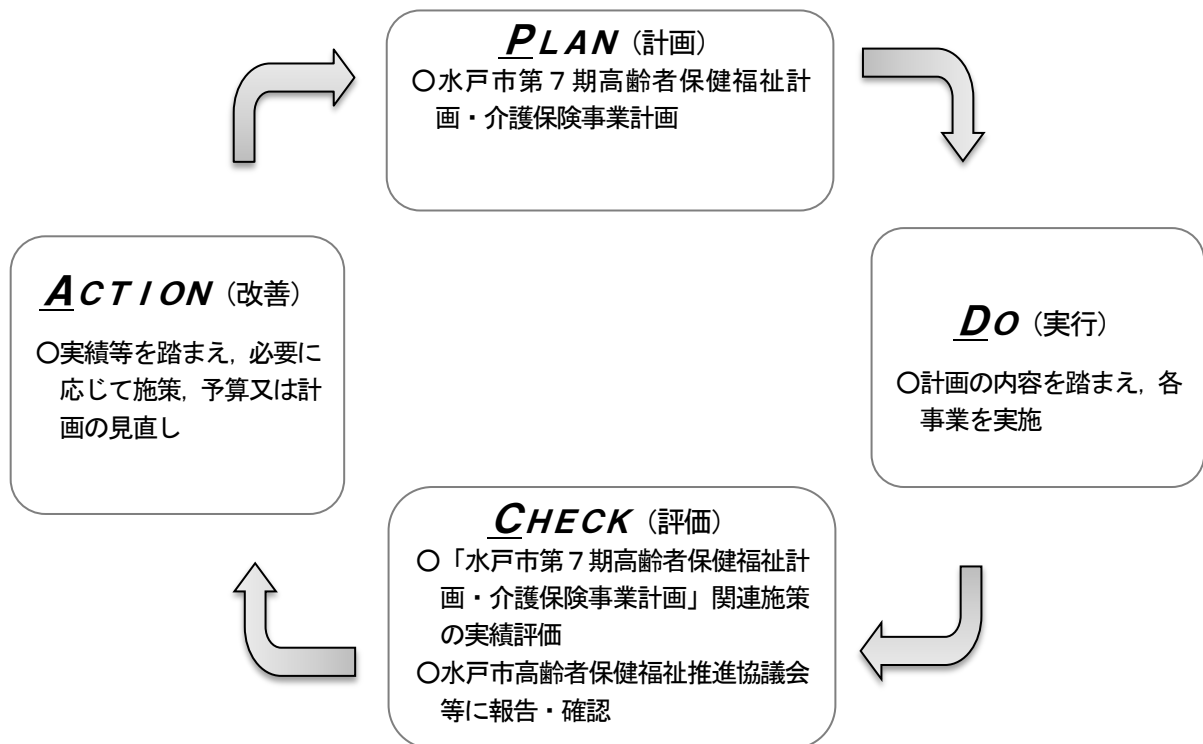 PLAN（計画）
○水戸市第７期高齢者保健福祉計
画・介護保険事業計画
DO（実行）
○計画の内容を踏まえ，各
事業を実施
CHECK（評価）
○「水戸市第７期高齢者保健福祉計
画・介護保険事業計画」関連施策
の実績評価
○水戸市高齢者保健福祉推進協議会
等に報告・確認
ACTION（改善）
○実績等を踏まえ，必要に
応じて施策，予算又は計
画の見直し